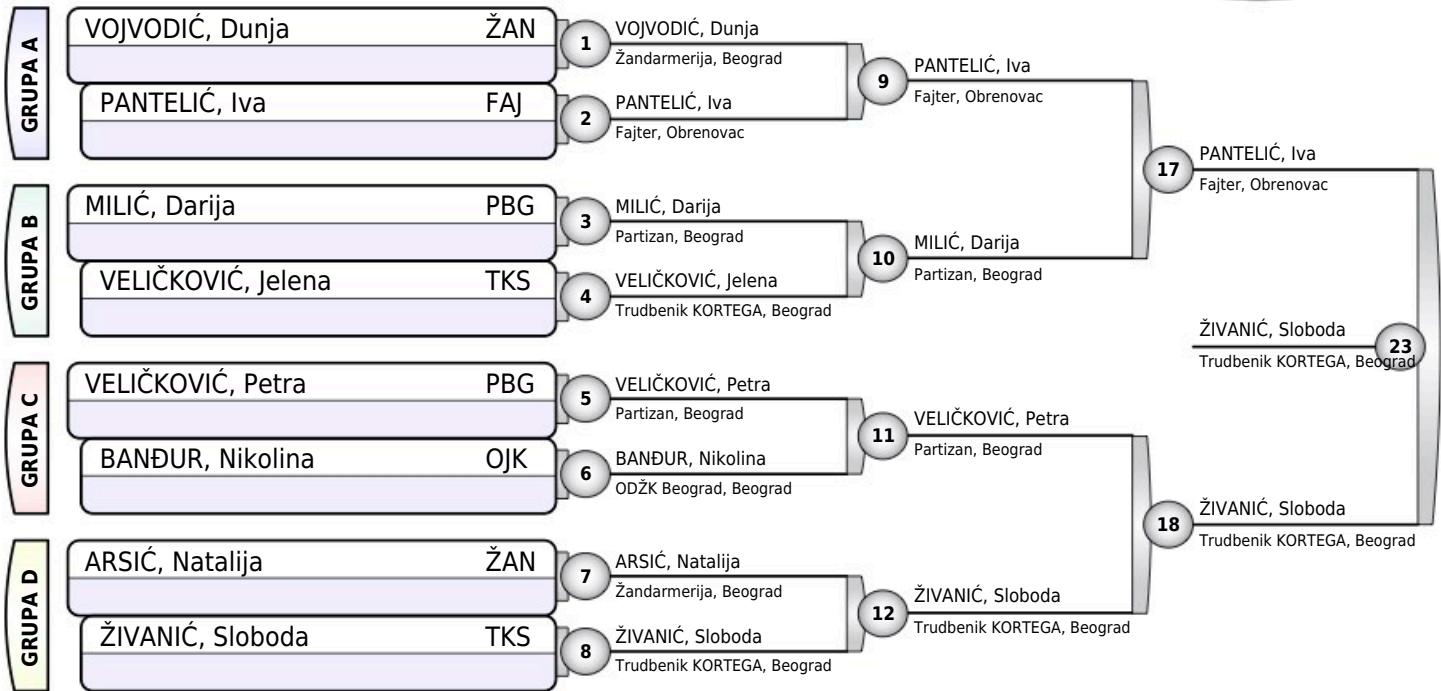 GRUPA A
VOJVODIĆ, Dunja ŽAN
PANTELIĆ, Iva FAJ
GRUPA B
MILIĆ, Darija PBG
VELIČKOVIĆ, Jelena TKS
GRUPA C
VELIČKOVIĆ, Petra PBG
BANĐUR, Nikolina OJK
GRUPA D
ARSIĆ, Natalija ŽAN
ŽIVANIĆ, Sloboda TKS
1
VOJVODIĆ, Dunja
Žandarmerija, Beograd
2
PANTELIĆ, Iva
Fajter, Obrenovac
3
MILIĆ, Darija
Partizan, Beograd
4
VELIČKOVIĆ, Jelena
Trudbenik KORTEGA, Beograd
5
VELIČKOVIĆ, Petra
Partizan, Beograd
6
BANĐUR, Nikolina
ODŽK Beograd, Beograd
7
ARSIĆ, Natalija
Žandarmerija, Beograd
8
ŽIVANIĆ, Sloboda
Trudbenik KORTEGA, Beograd
9
PANTELIĆ, Iva
Fajter, Obrenovac
10
MILIĆ, Darija
Partizan, Beograd
11
VELIČKOVIĆ, Petra
Partizan, Beograd
12
ŽIVANIĆ, Sloboda
Trudbenik KORTEGA, Beograd
17
PANTELIĆ, Iva
Fajter, Obrenovac
18
ŽIVANIĆ, Sloboda
Trudbenik KORTEGA, Beograd
23
ŽIVANIĆ, Sloboda
Trudbenik KORTEGA, Beograd